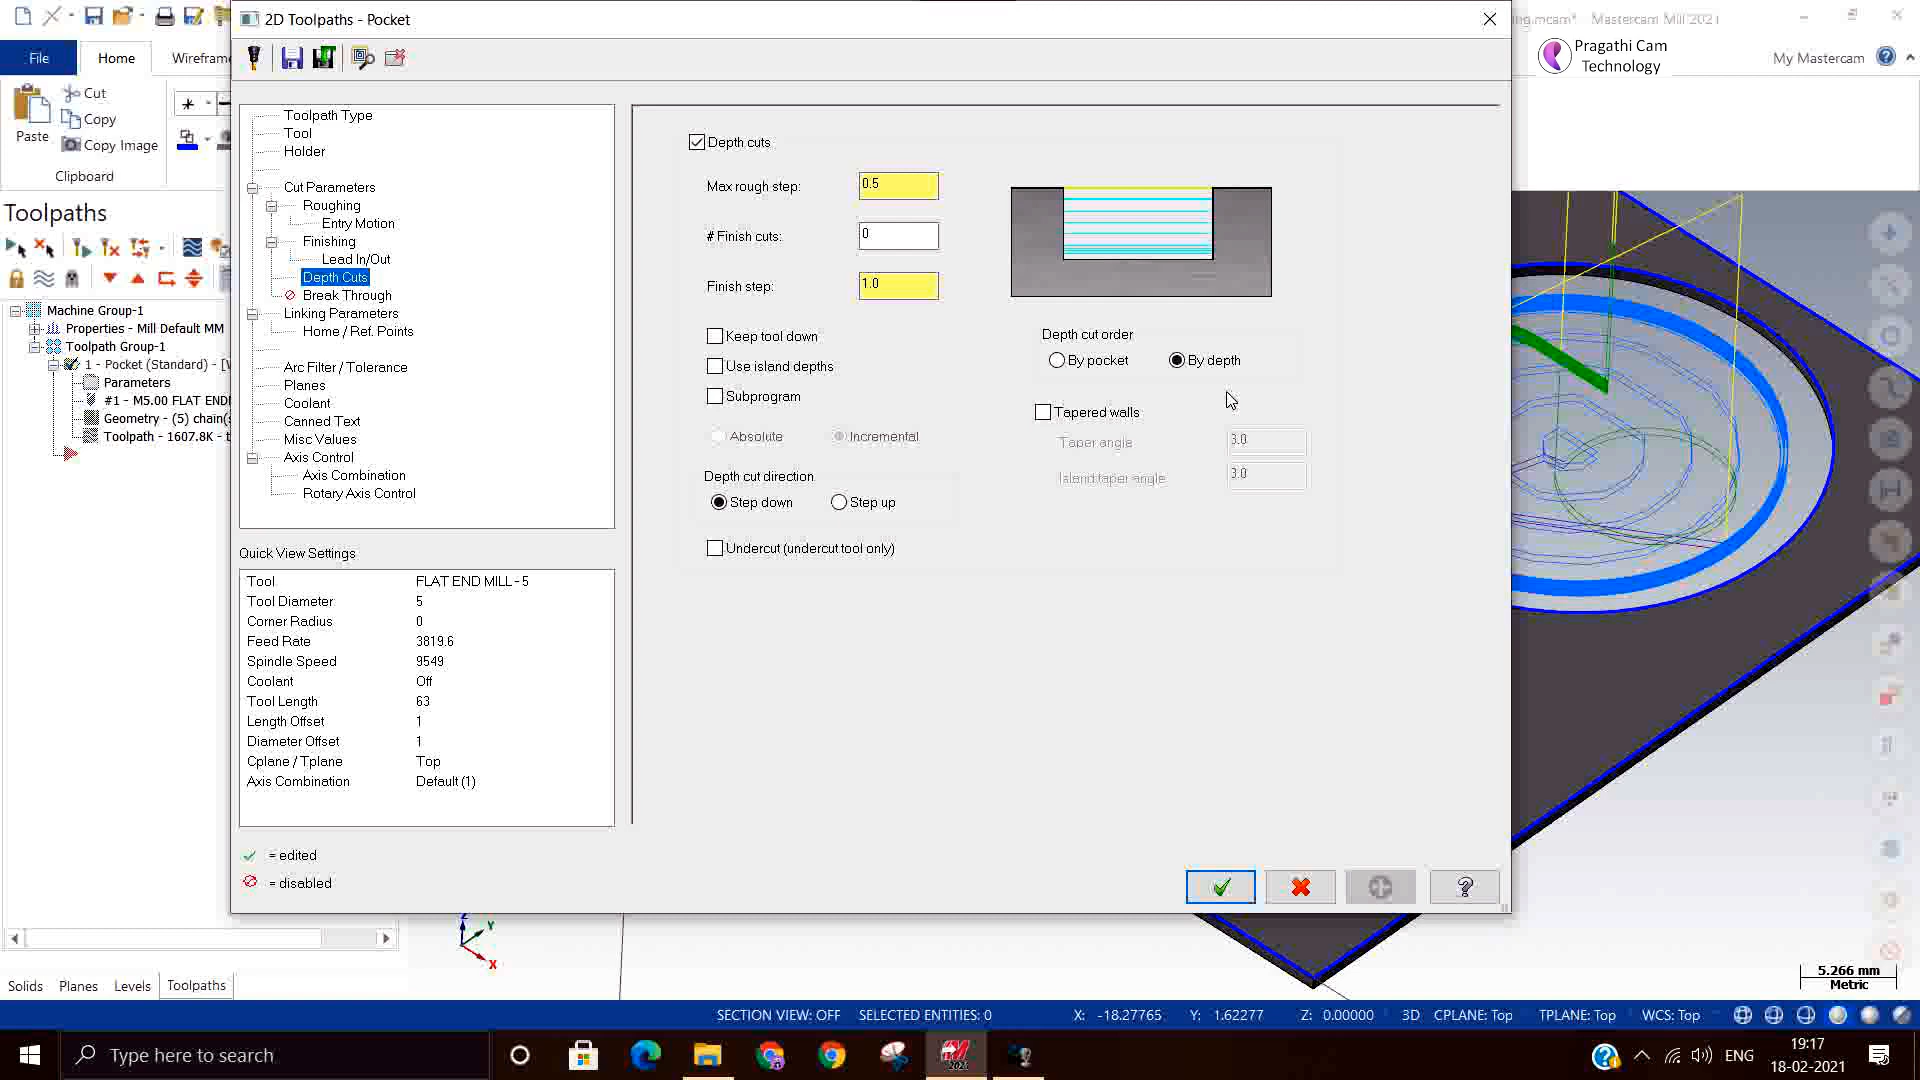 2D Toolpaths - Pocket
ng.mcam* Mastercam Mill 2021
File
Home
Wirefram
Pragathi Cam
Technology
My Mastercam
Paste
Cut
Copy
Copy Image
Clipboard
Toolpaths
Machine Group-1
Properties - Mill Default MM
Toolpath Group-1
1 - Pocket (Standard) - [W
Parameters
#1 - M5.00 FLAT END
Geometry - (5) chain(s
Toolpath - 1607.8K - t
Toolpath Type
Tool
Holder
Cut Parameters
Roughing
Entry Motion
Finishing
Lead In/Out
Depth Cuts
Break Through
Linking Parameters
Home / Ref. Points
Arc Filter / Tolerance
Planes
Coolant
Canned Text
Misc Values
Axis Control
Axis Combination
Rotary Axis Control
Quick View Settings
Tool FLAT END MILL - 5
Tool Diameter 5
Corner Radius 0
Feed Rate 3819.6
Spindle Speed 9549
Coolant Off
Tool Length 63
Length Offset 1
Diameter Offset 1
Cplane / Tplane Top
Axis Combination Default (1)
= edited
= disabled
Depth cuts
Max rough step: 0.5
# Finish cuts: 0
Finish step: 1.0
Keep tool down
Use island depths
Subprogram
Absolute Incremental
Depth cut direction
Step down Step up
Undercut (undercut tool only)
Depth cut order
By pocket By depth
Tapered walls
Taper angle 3.0
Island taper angle 3.0
Z
Y
X
5.266 mm
Metric
Solids Planes Levels Toolpaths
SECTION VIEW: OFF SELECTED ENTITIES: 0 X: -18.27765 Y: 1.62277 Z: 0.00000 3D CPLANE: Top TPLANE: Top WCS: Top
Type here to search
2021
ENG
19:17
18-02-2021